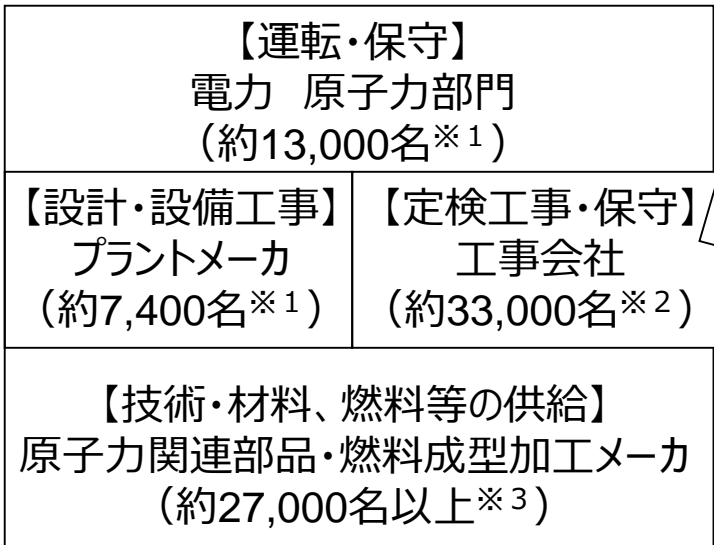 【運転・保守】
電力　原子力部門
（約13,000名※1）
【設計・設備工事】
プラントメーカ
（約7,400名※1）
【定検工事・保守】
工事会社
（約33,000名※2）
【技術・材料、燃料等の供給】
原子力関連部品・燃料成型加工メーカ
（約27,000名以上※3）